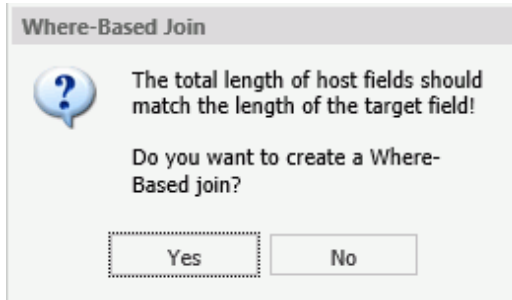 Where-Based Join
The total length of host fields should
match the length of the target field!
Do you want to create a Where-
Based join?
Yes
No